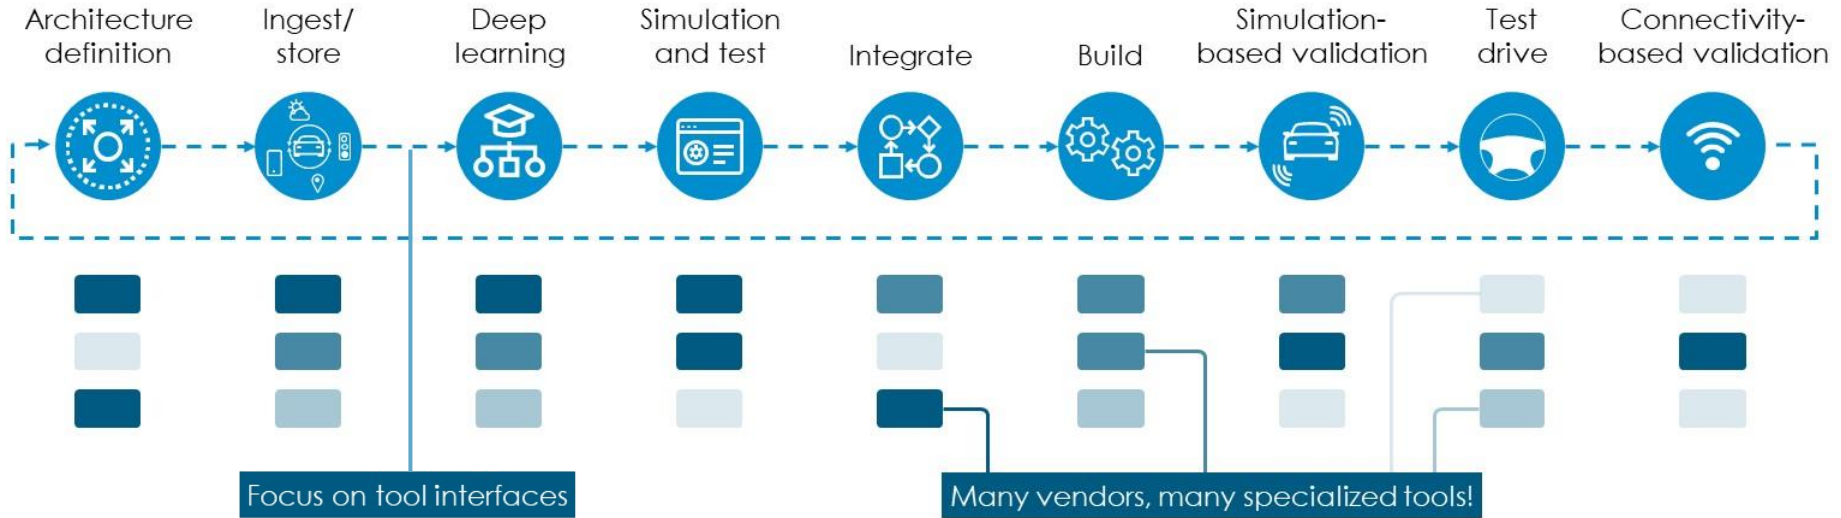 Architecture
definition
Ingest/
store
Deep
learning
Simulation
and test
Integrate
Build
Simulation-
based validation
Test
drive
Connectivity-
based validation
Focus on tool interfaces
Many vendors, many specialized tools!